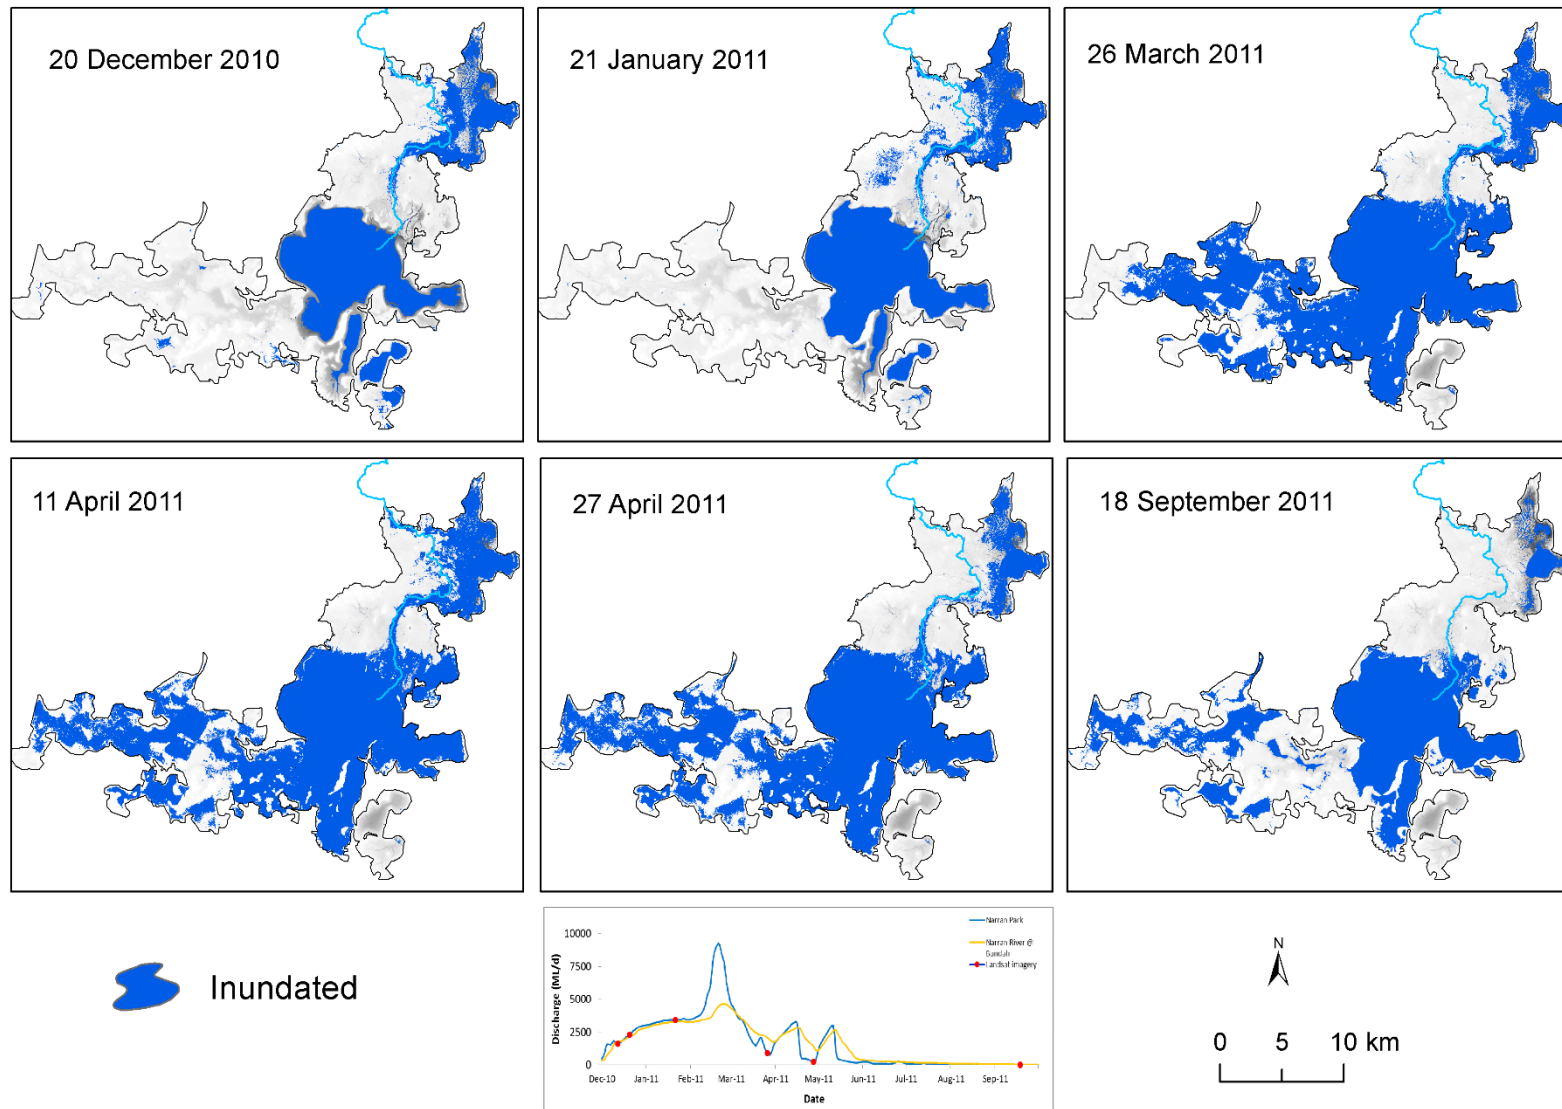 20 December 2010
21 January 2011
26 March 2011
11 April 2011
27 April 2011
18 September 2011
Inundated
Discharge (ML/d)
10000
7500
5000
2500
0
Dec-10 Jan-11 Feb-11 Mar-11 Apr-11 May-11 Jun-11 Jul-11 Aug-11 Sep-11
Date
Narran Park
Narran River @
Landsat imagery
N
0 5 10 km